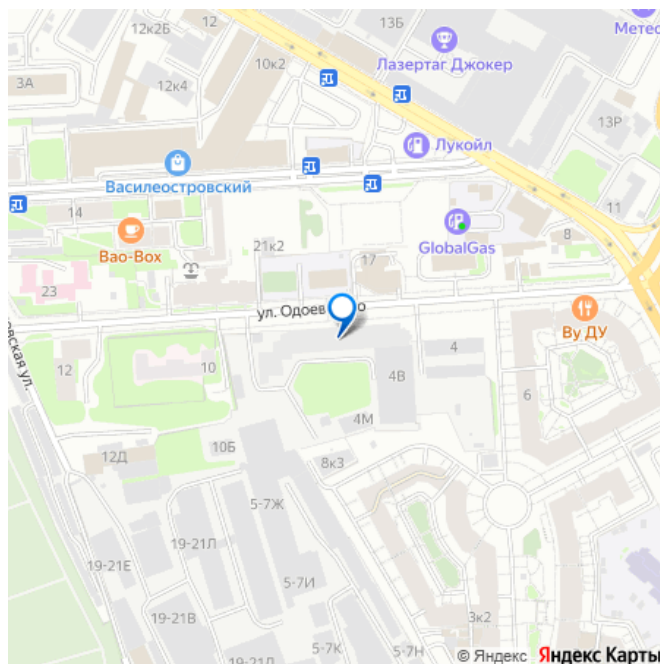 12к2Б
12
13Б
Метео
Лазертаг Джокер
10к2
3А
12к4
13Р
Лукойл
Василеостровский
14
11
Bao-Box
21к2
17
GlobalGas
8
23
ул. Одоев
о
Ву ДУ
вская ул.
12
10
4
4В
6
4М
10Б
12Д
8к3
5-7Ж
19-21Л
19-21Е
5-7И
19-21В
3к2
5-7К
5-7Н
© Яндекс Яндекс Карты